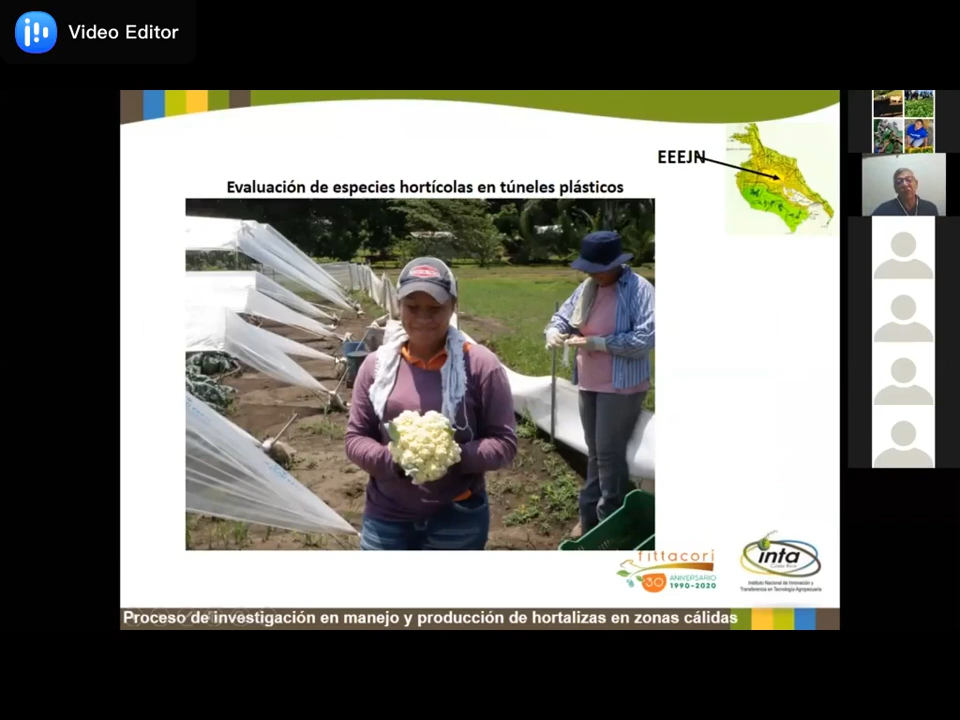 Video Editor
EEEJN
Evaluación de especies hortícolas en túneles plásticos
fittacori
30 ANIVERSARIO
1990-2020
inta
Costa Rica
Instituto Nacional de Innovación y
Transferencia en Tecnología Agropecuaria
Proceso de investigación en manejo y producción de hortalizas en zonas cálidas